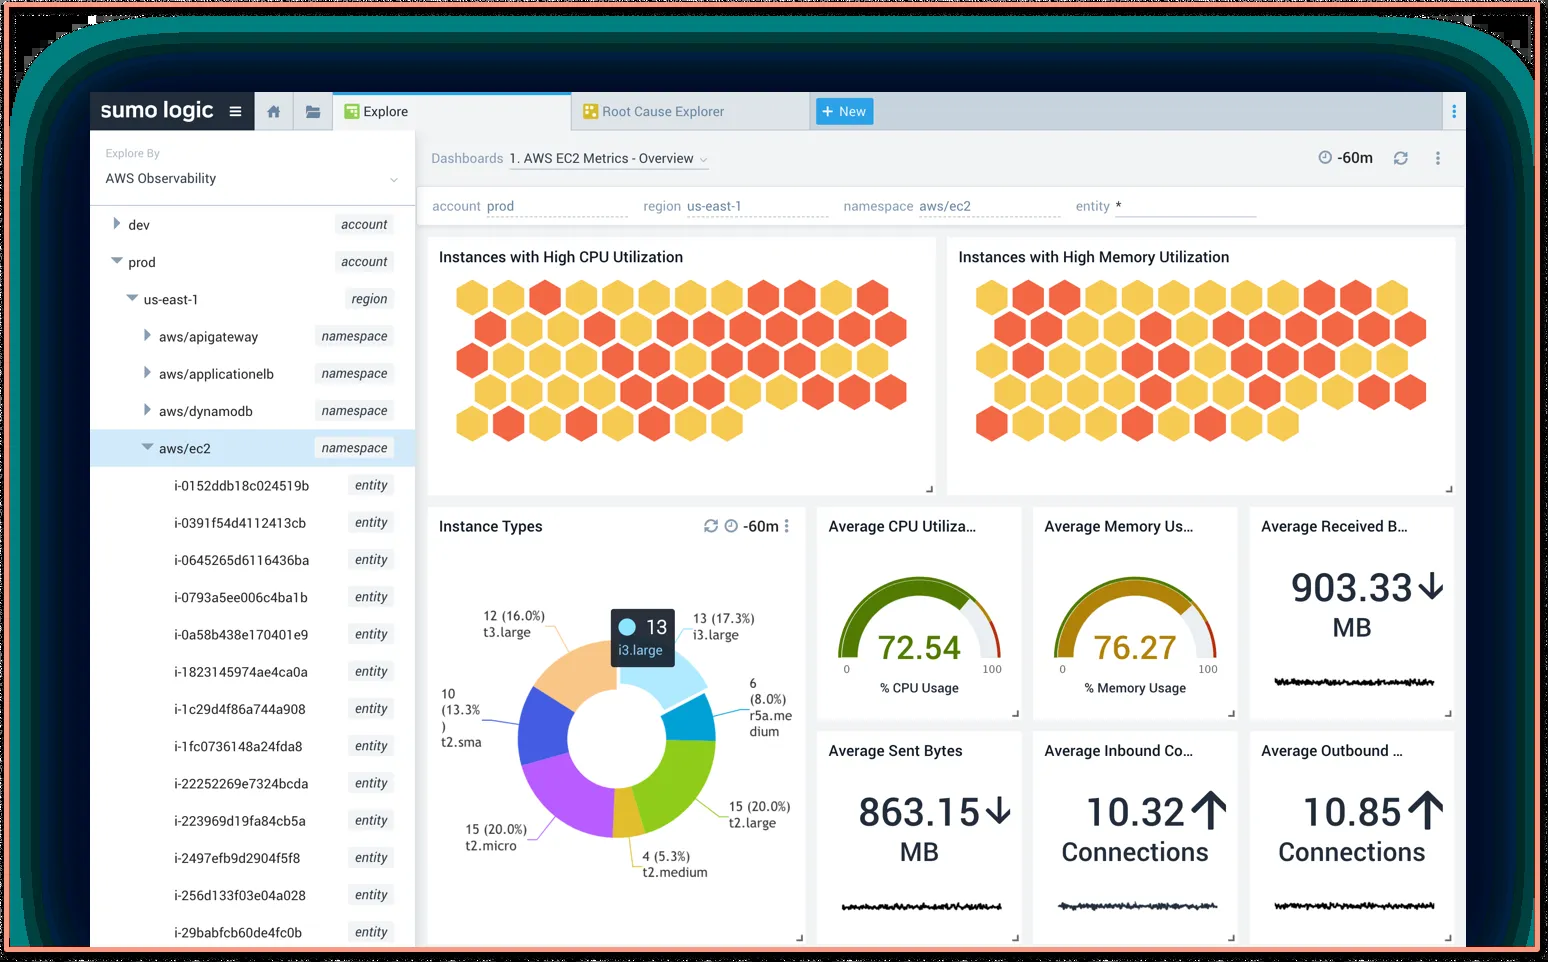 sumo logic
Explore
Root Cause Explorer
+ New
Explore By
AWS Observability
Dashboards 1. AWS EC2 Metrics - Overview
-60m
account prod
region us-east-1
namespace aws/ec2
entity *
dev account
prod account
us-east-1 region
aws/apigateway namespace
aws/applicationelb namespace
aws/dynamodb namespace
aws/ec2 namespace
i-0152ddb18c024519b entity
i-0391f54d4112413cb entity
i-0645265d6116436ba entity
i-0793a5ee006c4ba1b entity
i-0a58b438e170401e9 entity
i-1823145974ae4ca0a entity
i-1c29d4f86a744a908 entity
i-1fc0736148a24fda8 entity
i-22252269e7324bcda entity
i-223969d19fa84cb5a entity
i-2497efb9d2904f5f8 entity
i-256d133f03e04a028 entity
i-29babfcb60de4fc0b entity
Instances with High CPU Utilization
Instances with High Memory Utilization
Instance Types
-60m
12 (16.0%)
t3.large
13
i3.large
13 (17.3%)
i3.large
10
(13.3%
)
t2.sma
6
(8.0%)
r5a.me
dium
15 (20.0%)
t2.large
15 (20.0%)
t2.micro
4 (5.3%)
t2.medium
Average CPU Utiliza...
72.54
0
100
% CPU Usage
Average Memory Us...
76.27
0
100
% Memory Usage
Average Received B...
903.33
MB
Average Sent Bytes
863.15
MB
Average Inbound Co...
10.32
Connections
Average Outbound ...
10.85
Connections